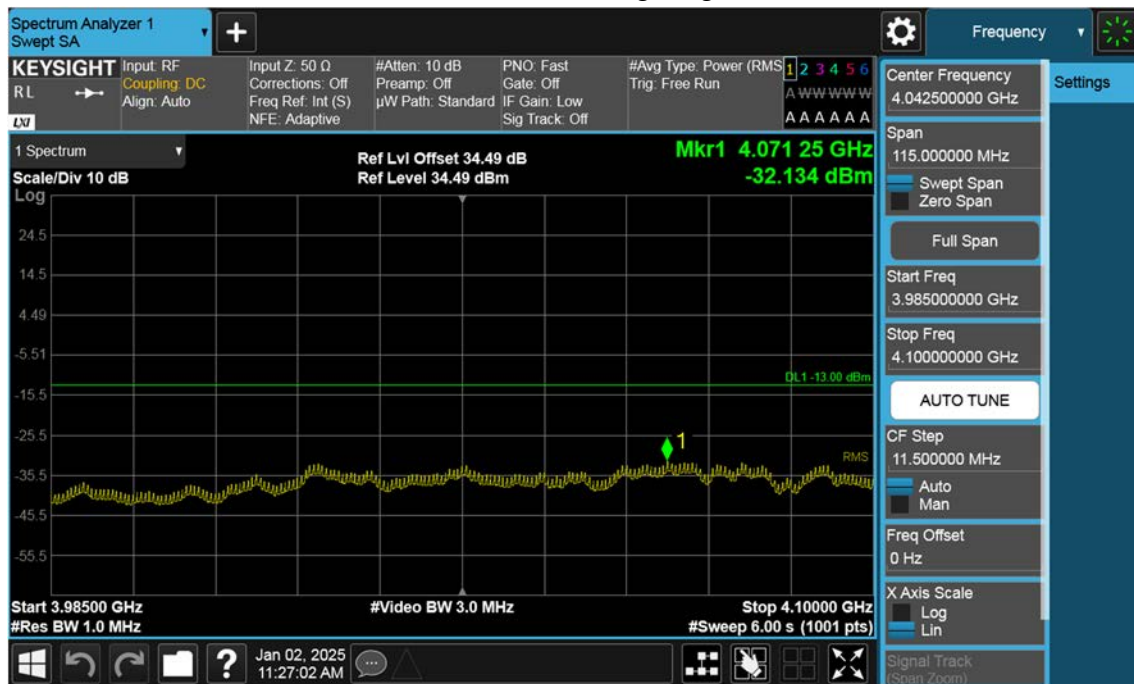 Spectrum Analyzer 1
Swept SA
Frequency
KEYSIGHT
RL
LXI
Input: RF
Coupling: DC
Align: Auto
Input Z: 50 Ω
Corrections: Off
Freq Ref: Int (S)
NFE: Adaptive
#Atten: 10 dB
Preamp: Off
µW Path: Standard
PNO: Fast
Gate: Off
IF Gain: Low
Sig Track: Off
#Avg Type: Power (RMS
Trig: Free Run
1 2 3 4 5 6
A W W W W W
A A A A A A
1 Spectrum
Scale/Div 10 dB
Log
Ref Lvl Offset 34.49 dB
Ref Level 34.49 dBm
Mkr1 4.071 25 GHz
-32.134 dBm
24.5
14.5
4.49
-5.51
-15.5
-25.5
-35.5
-45.5
-55.5
DL1 -13.00 dBm
1
RMS
Start 3.98500 GHz
#Res BW 1.0 MHz
#Video BW 3.0 MHz
Stop 4.10000 GHz
#Sweep 6.00 s (1001 pts)
Center Frequency
4.042500000 GHz
Span
115.000000 MHz
Swept Span
Zero Span
Full Span
Start Freq
3.985000000 GHz
Stop Freq
4.100000000 GHz
AUTO TUNE
CF Step
11.500000 MHz
Auto
Man
Freq Offset
0 Hz
X Axis Scale
Log
Lin
Signal Track
(Span Zoom)
Settings
?
Jan 02, 2025
11:27:02 AM